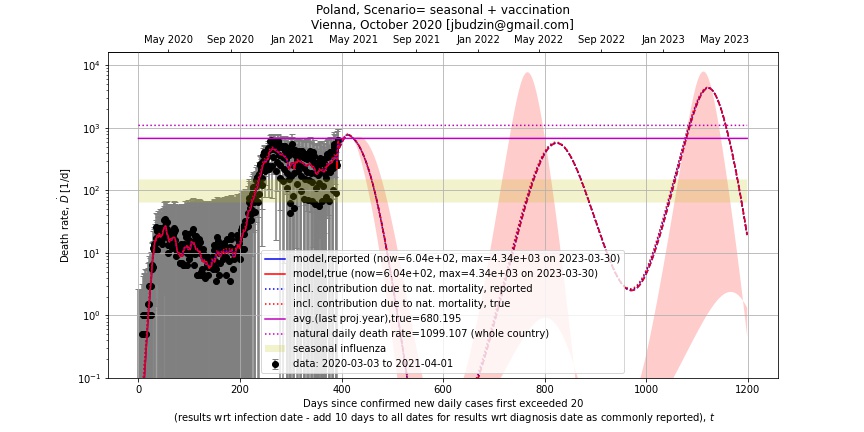 Poland, Scenario= seasonal + vaccination
Vienna, October 2020 [jbudzin@gmail.com]
May 2020 Sep 2020 Jan 2021 May 2021 Sep 2021 Jan 2022 May 2022 Sep 2022 Jan 2023 May 2023
10⁴
10³
10²
10¹
10⁰
10⁻¹
Death rate, D [1/d]
model,reported (now=6.04e+02, max=4.34e+03 on 2023-03-30)
model,true (now=6.04e+02, max=4.34e+03 on 2023-03-30)
incl. contribution due to nat. mortality, reported
incl. contribution due to nat. mortality, true
avg.(last proj.year),true=680.195
natural daily death rate=1099.107 (whole country)
seasonal influenza
data: 2020-03-03 to 2021-04-01
0 200 400 600 800 1000 1200
Days since confirmed new daily cases first exceeded 20
(results wrt infection date - add 10 days to all dates for results wrt diagnosis date as commonly reported), t